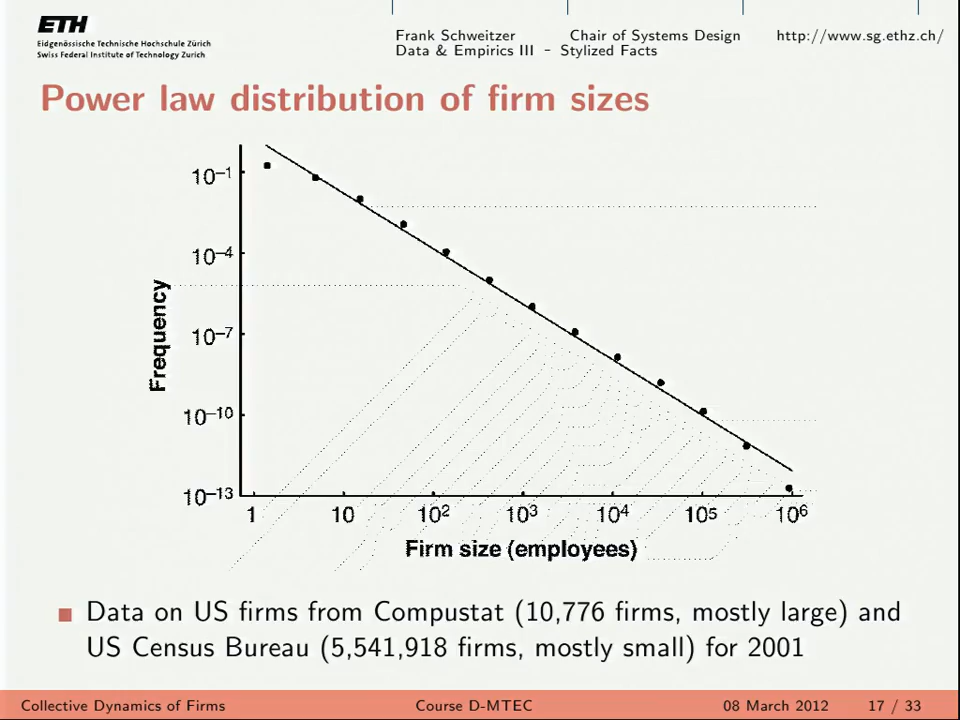 ETH
Eidgenössische Technische Hochschule Zürich
Swiss Federal Institute of Technology Zurich
Frank Schweitzer Chair of Systems Design http://www.sg.ethz.ch/
Data & Empirics III – Stylized Facts
Power law distribution of firm sizes
Frequency
10⁻¹
10⁻⁴
10⁻⁷
10⁻¹⁰
10⁻¹³
1 10 10² 10³ 10⁴ 10⁵ 10⁶
Firm size (employees)
Data on US firms from Compustat (10,776 firms, mostly large) and
US Census Bureau (5,541,918 firms, mostly small) for 2001
Collective Dynamics of Firms Course D-MTEC 08 March 2012 17 / 33